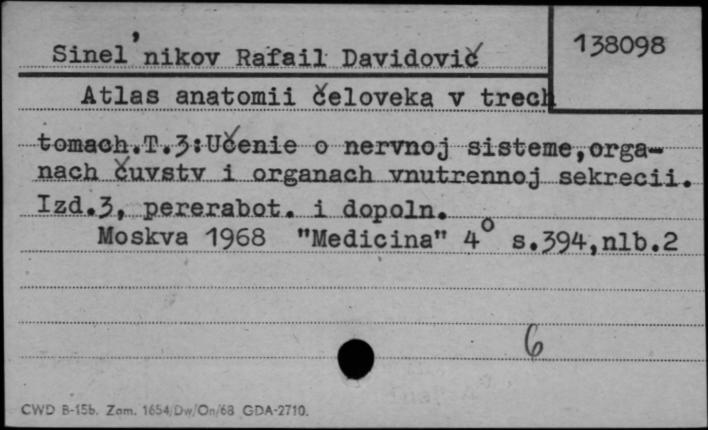 138098
Sinel'nikov Rafail Davidovič
Atlas anatomii čeloveka v trech
tomach.T.3:Učenie o nervnoj sisteme,orga-
nach čuvstv i organach vnutrennoj sekrecii.
Izd.3, pererabot. i dopoln.
Moskva 1968 "Medicina" 4° s.394,nlb.2
6
CWD B-15b. Zam. 1654/Dw/On/68 GDA-2710.